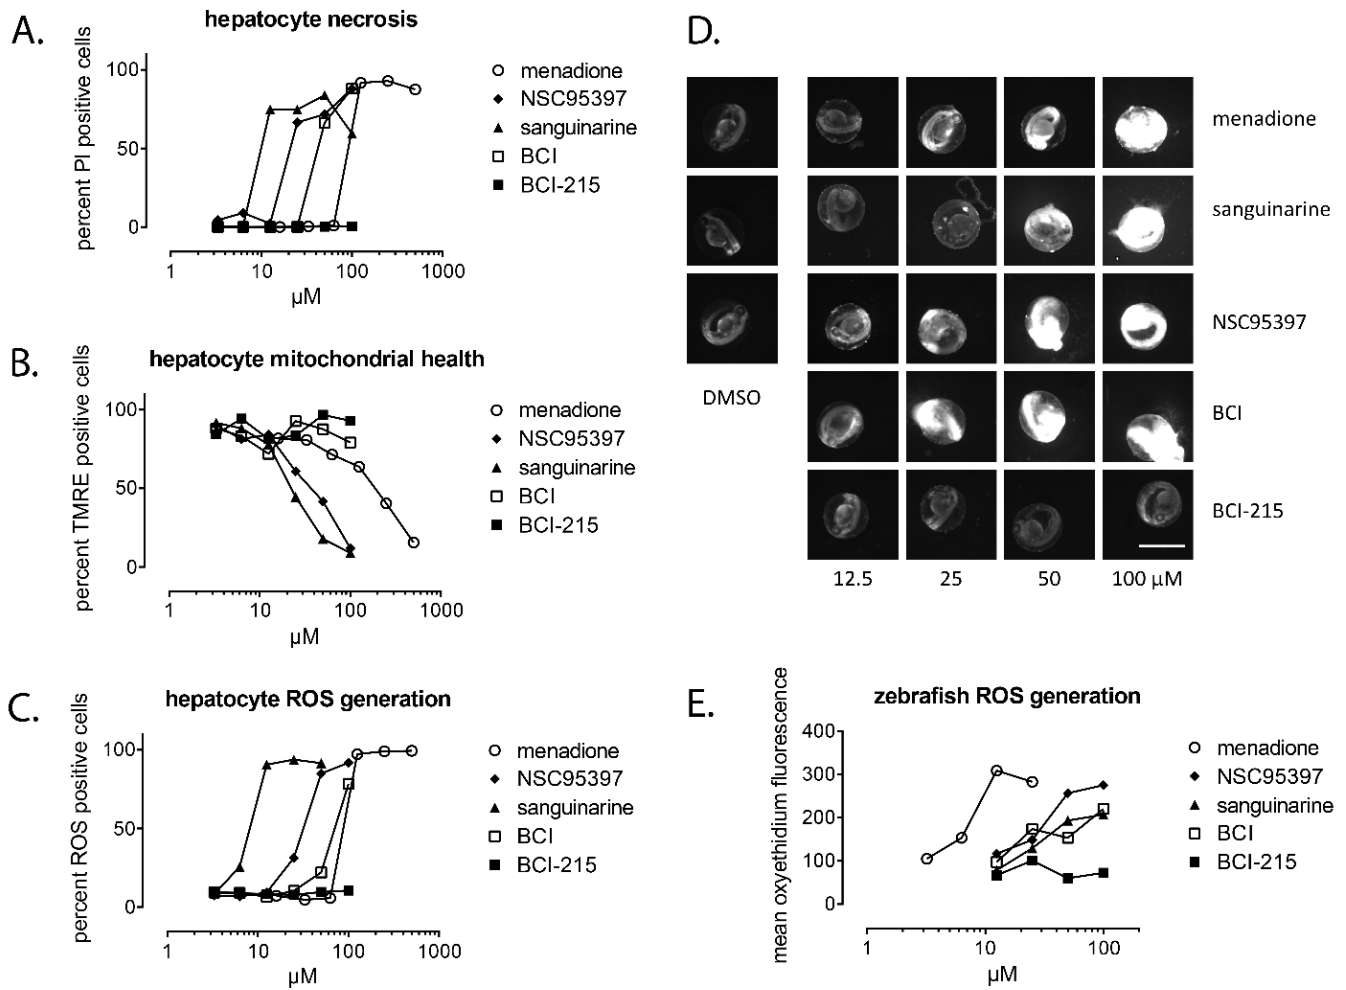 A.
hepatocyte necrosis
percent PI positive cells
100
50
0
1
10
100
1000
µM
menadione
NSC95397
sanguinarine
BCI
BCI-215
B.
hepatocyte mitochondrial health
percent TMRE positive cells
100
50
0
1
10
100
1000
µM
menadione
NSC95397
sanguinarine
BCI
BCI-215
C.
hepatocyte ROS generation
percent ROS positive cells
100
50
0
1
10
100
1000
µM
menadione
NSC95397
sanguinarine
BCI
BCI-215
D.
menadione
sanguinarine
NSC95397
DMSO
BCI
BCI-215
12.5
25
50
100 µM
E.
zebrafish ROS generation
mean oxyethidium fluorescence
400
300
200
100
0
1
10
100
µM
menadione
NSC95397
sanguinarine
BCI
BCI-215